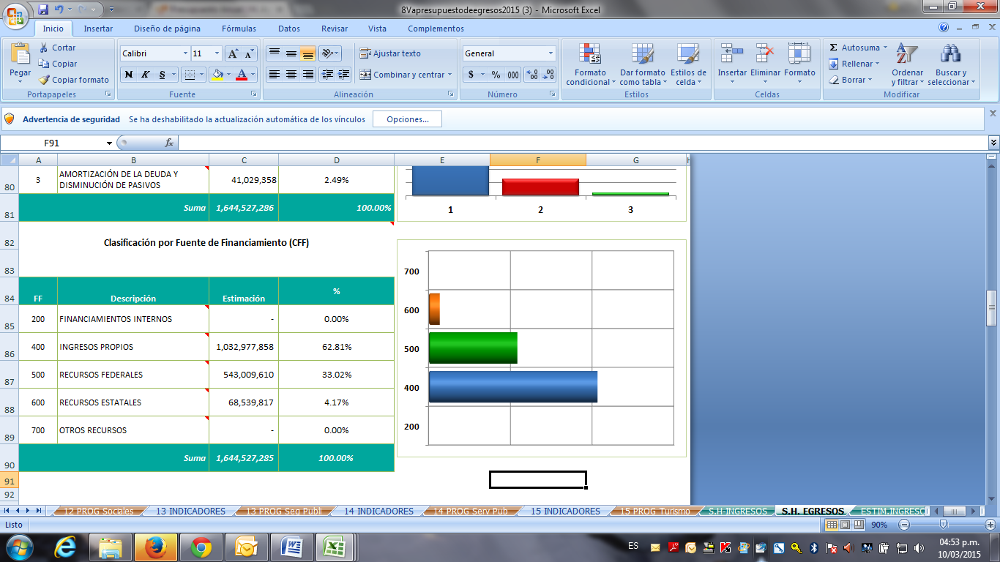 8Vapresupuestodeegresos2015 (3) - Microsoft Excel
Inicio Insertar Diseño de página Fórmulas Datos Revisar Vista Complementos
Pegar
Cortar
Copiar
Copiar formato
Portapapeles
Calibri 11
N K S
Fuente
Ajustar texto
Combinar y centrar
Alineación
General
$ % 000
Número
Formato condicional
Dar formato como tabla
Estilos de celda
Estilos
Insertar Eliminar Formato
Celdas
Autosuma
Rellenar
Borrar
Ordenar y filtrar
Buscar y seleccionar
Modificar
Advertencia de seguridad Se ha deshabilitado la actualización automática de los vínculos Opciones...
F91 fx
A B C D E F G H
80 3 AMORTIZACIÓN DE LA DEUDA Y DISMINUCIÓN DE PASIVOS 41,029,358 2.49%
81 Suma 1,644,527,286 100.00%
1 2 3
82 Clasificación por Fuente de Financiamiento (CFF)
83
84 FF Descripción Estimación %
85 200 FINANCIAMIENTOS INTERNOS - 0.00%
86 400 INGRESOS PROPIOS 1,032,977,858 62.81%
87 500 RECURSOS FEDERALES 543,009,610 33.02%
88 600 RECURSOS ESTATALES 68,539,817 4.17%
89 700 OTROS RECURSOS - 0.00%
90 Suma 1,644,527,285 100.00%
91
92
700
600
500
400
200
12 PROG Sociales 13 INDICADORES 13 PROG Seg Publi 14 INDICADORES 14 PROG Serv Pub 15 INDICADORES 15 PROG Turismo S.H-INGRESOS S.H. EGRESOS ESTIM.INGRESO
Listo 90%
ES 04:53 p.m.
10/03/2015